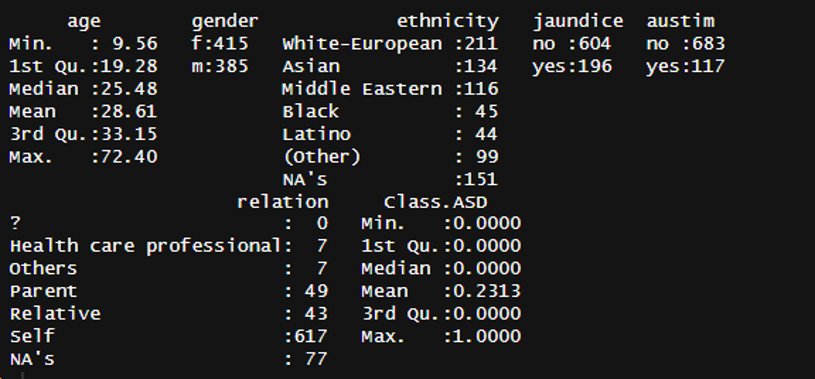 age gender ethnicity jaundice austim
Min. : 9.56 f:415 White-European :211 no :604 no :683
1st Qu.:19.28 m:385 Asian :134 yes:196 yes:117
Median :25.48 Middle Eastern :116
Mean :28.61 Black : 45
3rd Qu.:33.15 Latino : 44
Max. :72.40 (Other) : 99
NA's :151
relation Class.ASD
? : 0 Min. :0.0000
Health care professional: 7 1st Qu.:0.0000
Others : 7 Median :0.0000
Parent : 49 Mean :0.2313
Relative : 43 3rd Qu.:0.0000
Self :617 Max. :1.0000
NA's : 77